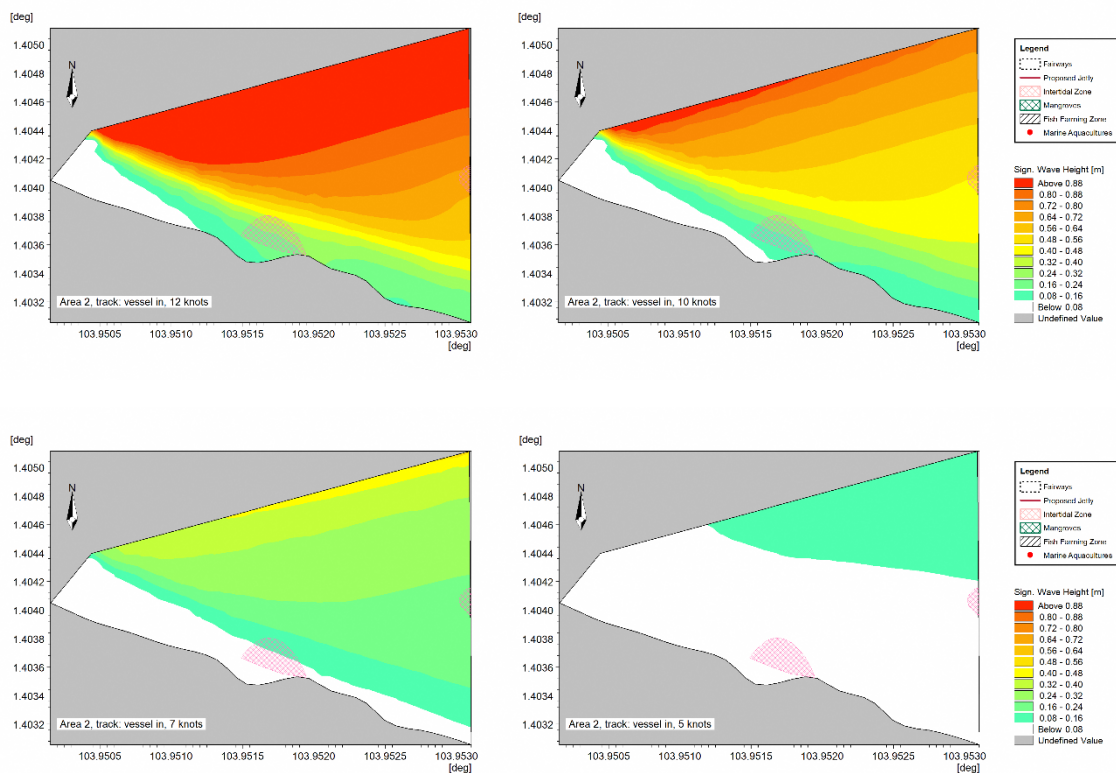 [deg]
[deg]
1.4050
1.4048
1.4046
1.4044
1.4042
1.4040
1.4038
1.4036
1.4034
1.4032
N
Area 2, track: vessel in, 12 knots
103.9505 103.9510 103.9515 103.9520 103.9525 103.9530
[deg]
1.4050
1.4048
1.4046
1.4044
1.4042
1.4040
1.4038
1.4036
1.4034
1.4032
N
Area 2, track: vessel in, 10 knots
103.9505 103.9510 103.9515 103.9520 103.9525 103.9530
[deg]
Legend
Fairways
Proposed Jetty
Intertidal Zone
Mangroves
Fish Farming Zone
Marine Aquacultures
Sign. Wave Height [m]
Above 0.88
0.80 - 0.88
0.72 - 0.80
0.64 - 0.72
0.56 - 0.64
0.48 - 0.56
0.40 - 0.48
0.32 - 0.40
0.24 - 0.32
0.16 - 0.24
0.08 - 0.16
Below 0.08
Undefined Value
[deg]
[deg]
1.4050
1.4048
1.4046
1.4044
1.4042
1.4040
1.4038
1.4036
1.4034
1.4032
N
Area 2, track: vessel in, 7 knots
103.9505 103.9510 103.9515 103.9520 103.9525 103.9530
[deg]
1.4050
1.4048
1.4046
1.4044
1.4042
1.4040
1.4038
1.4036
1.4034
1.4032
N
Area 2, track: vessel in, 5 knots
103.9505 103.9510 103.9515 103.9520 103.9525 103.9530
[deg]
Legend
Fairways
Proposed Jetty
Intertidal Zone
Mangroves
Fish Farming Zone
Marine Aquacultures
Sign. Wave Height [m]
Above 0.88
0.80 - 0.88
0.72 - 0.80
0.64 - 0.72
0.56 - 0.64
0.48 - 0.56
0.40 - 0.48
0.32 - 0.40
0.24 - 0.32
0.16 - 0.24
0.08 - 0.16
Below 0.08
Undefined Value